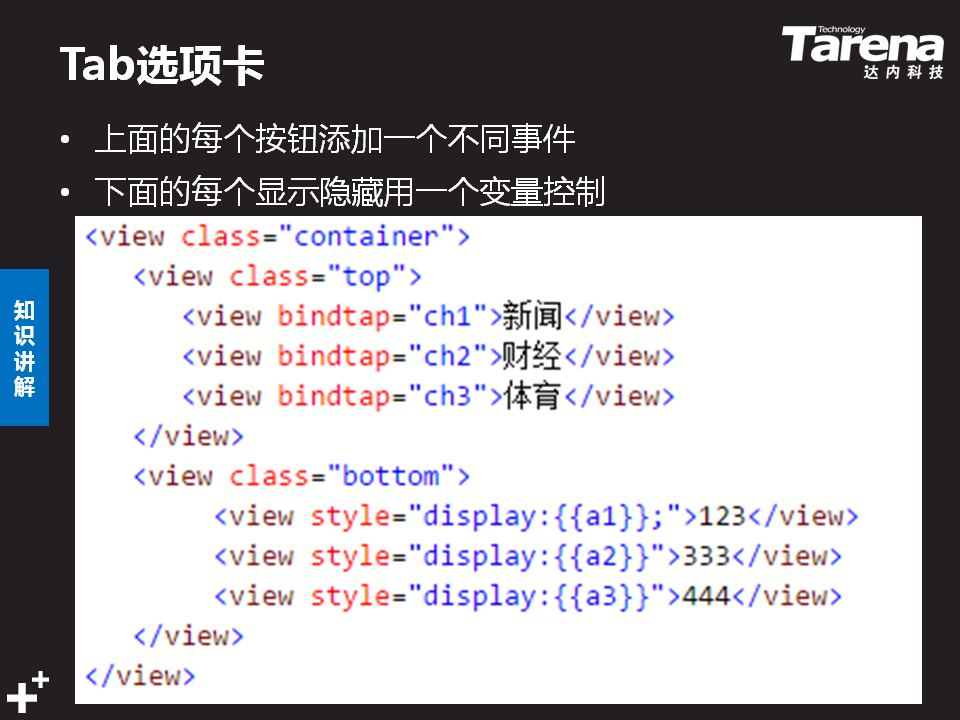 Tab选项卡
Technology
Tarena
达内科技
• 上面的每个按钮添加一个不同事件
• 下面的每个显示隐藏用一个变量控制
知识讲解
<view class="container">
<view class="top">
<view bindtap="ch1">新闻</view>
<view bindtap="ch2">财经</view>
<view bindtap="ch3">体育</view>
</view>
<view class="bottom">
<view style="display:{{a1}};">123</view>
<view style="display:{{a2}}">333</view>
<view style="display:{{a3}}">444</view>
</view>
</view>